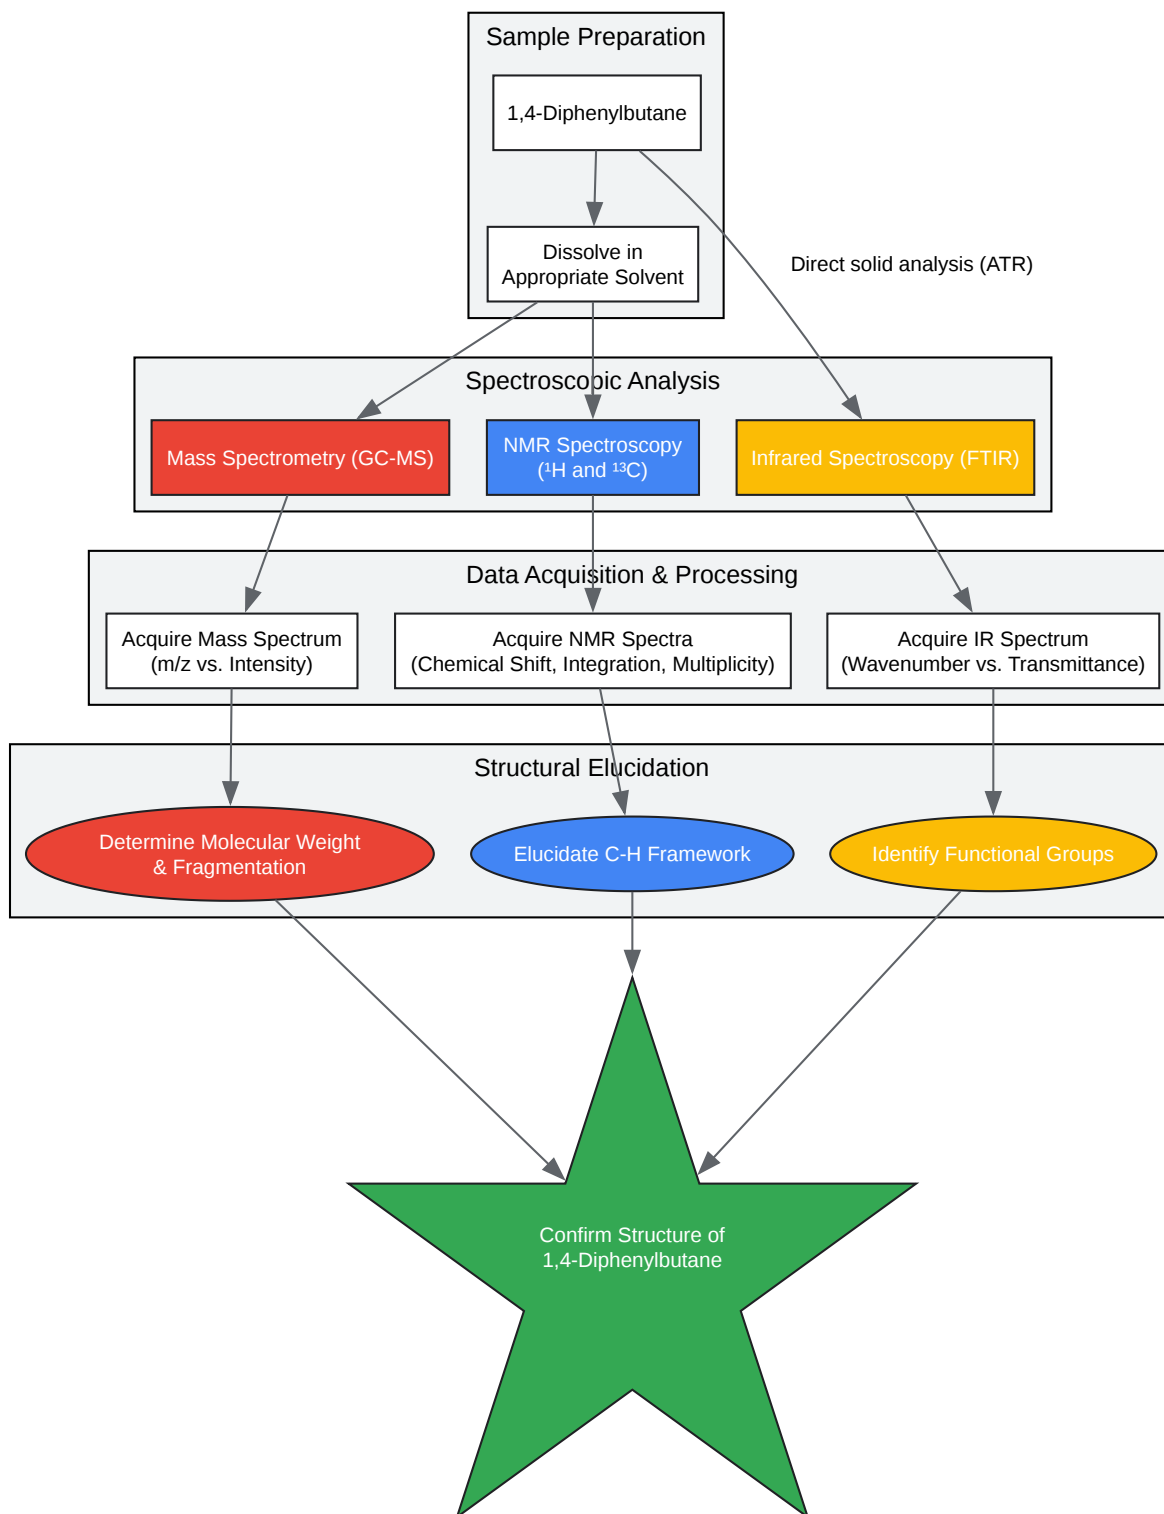 Sample Preparation
1,4-Diphenylbutane
Dissolve in
Appropriate Solvent
Direct solid analysis (ATR)
Spectroscopic Analysis
Mass Spectrometry (GC-MS)
NMR Spectroscopy
(¹H and ¹³C)
Infrared Spectroscopy (FTIR)
Data Acquisition & Processing
Acquire Mass Spectrum
(m/z vs. Intensity)
Acquire NMR Spectra
(Chemical Shift, Integration, Multiplicity)
Acquire IR Spectrum
(Wavenumber vs. Transmittance)
Structural Elucidation
Determine Molecular Weight
& Fragmentation
Elucidate C-H Framework
Identify Functional Groups
Confirm Structure of
1,4-Diphenylbutane